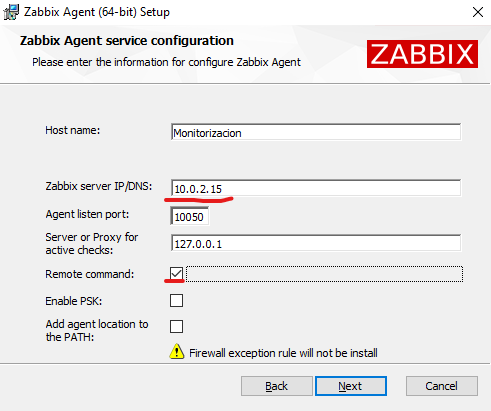 Zabbix Agent (64-bit) Setup
Zabbix Agent service configuration
Please enter the information for configure Zabbix Agent
ZABBIX
Host name: Monitorizacion
Zabbix server IP/DNS: 10.0.2.15
Agent listen port: 10050
Server or Proxy for
active checks: 127.0.0.1
Remote command:
Enable PSK:
Add agent location to
the PATH:
Firewall exception rule will not be install
Back Next Cancel